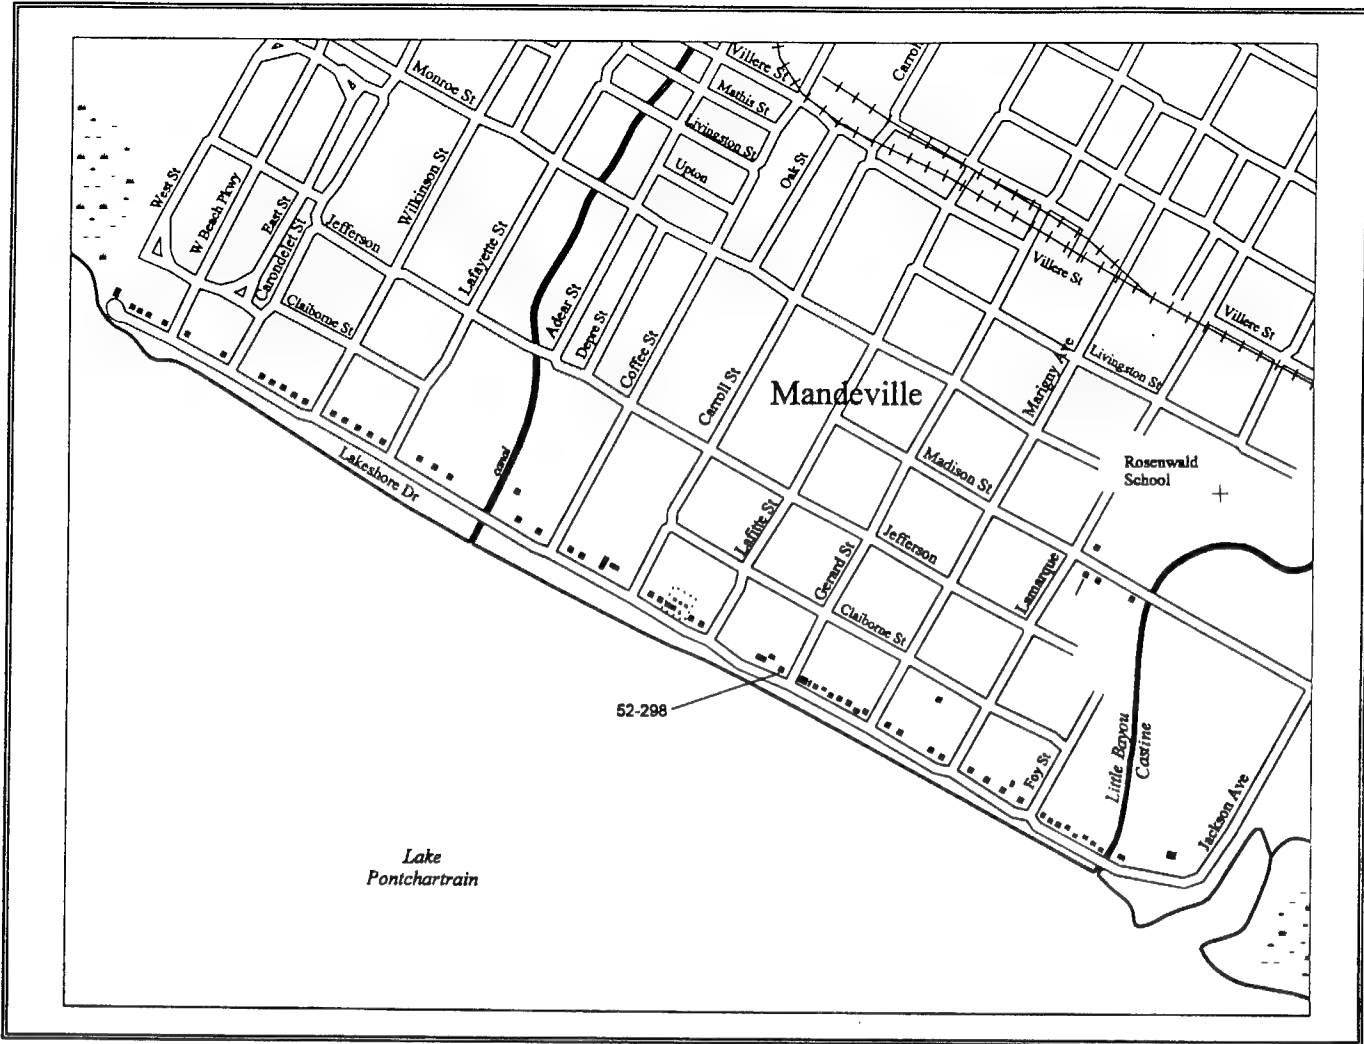 Villere St
Carrol
Monroe St
Mathis St
Livingston St
Upton
Oak St
West St
W Beach Pkwy
East St
Carondelet St
Jefferson
Wilkinson St
Lafayette St
Claiborne St
Adear St
Depre St
Coffee St
Carroll St
Mandeville
Villere St
Villere St
Livingston St
Marigny Ave
Madison St
Rosenwald
School
Lakeshore Dr
canal
Lafitte St
Gerard St
Jefferson
Lamarque
Claiborne St
52-298
Foy St
Little Bayou
Castine
Jackson Ave
Lake
Pontchartrain